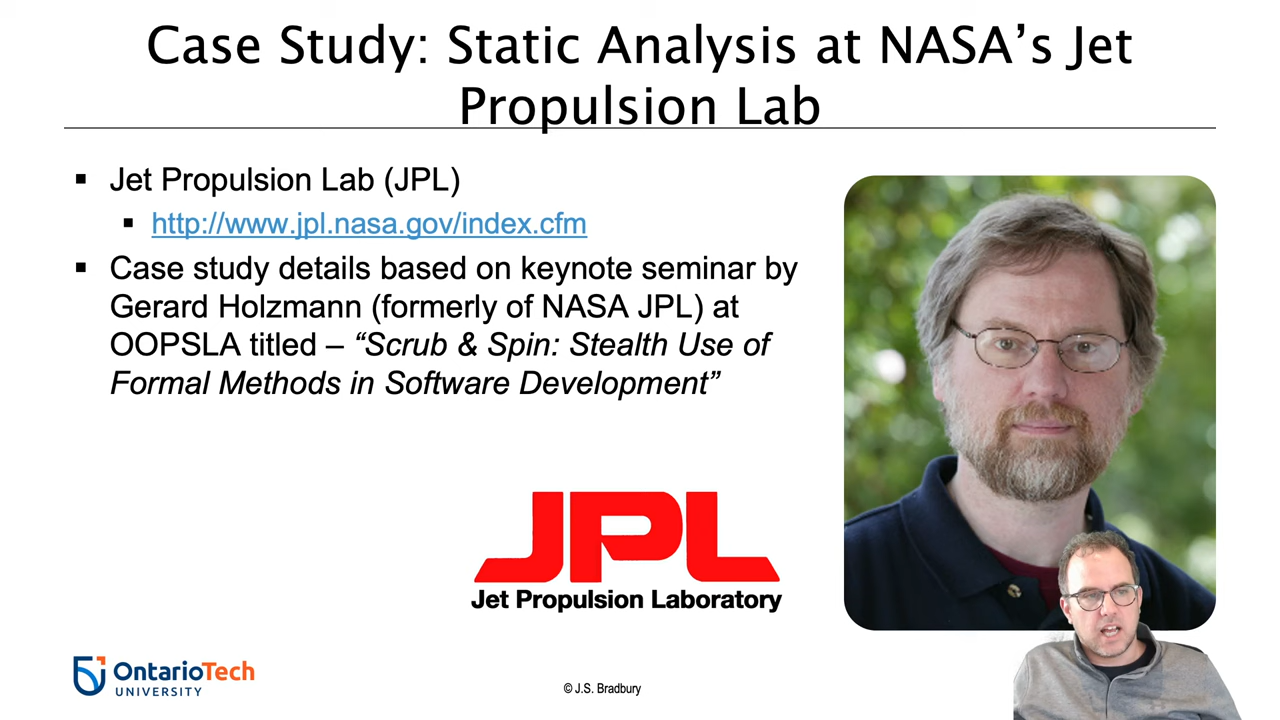 Case Study: Static Analysis at NASA’s Jet
Propulsion Lab
▪ Jet Propulsion Lab (JPL)
▪ http://www.jpl.nasa.gov/index.cfm
▪ Case study details based on keynote seminar by
Gerard Holzmann (formerly of NASA JPL) at
OOPSLA titled – “Scrub & Spin: Stealth Use of
Formal Methods in Software Development”
JPL
Jet Propulsion Laboratory
OntarioTech
UNIVERSITY
© J.S. Bradbury